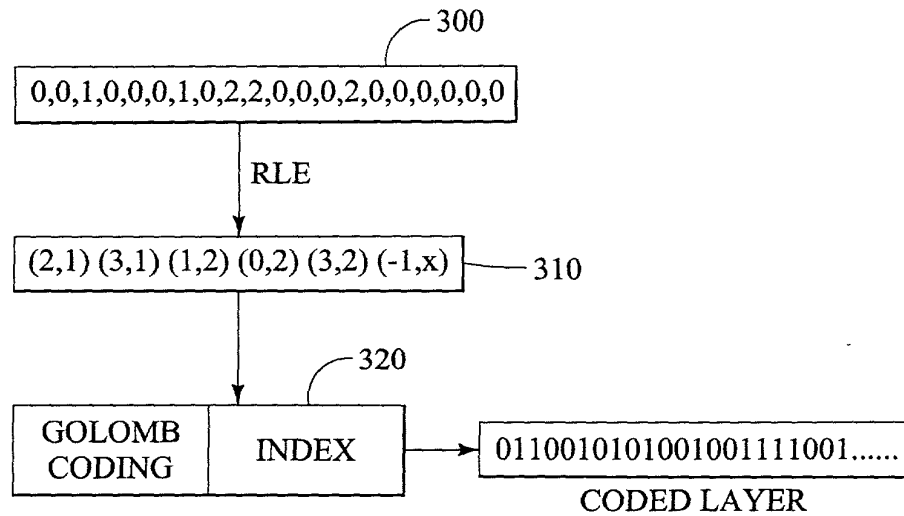 300
0,0,1,0,0,0,1,0,2,2,0,0,0,2,0,0,0,0,0,0
RLE
(2,1) (3,1) (1,2) (0,2) (3,2) (-1,x)
310
320
GOLOMB
CODING
INDEX
0110010101001001111001......
CODED LAYER